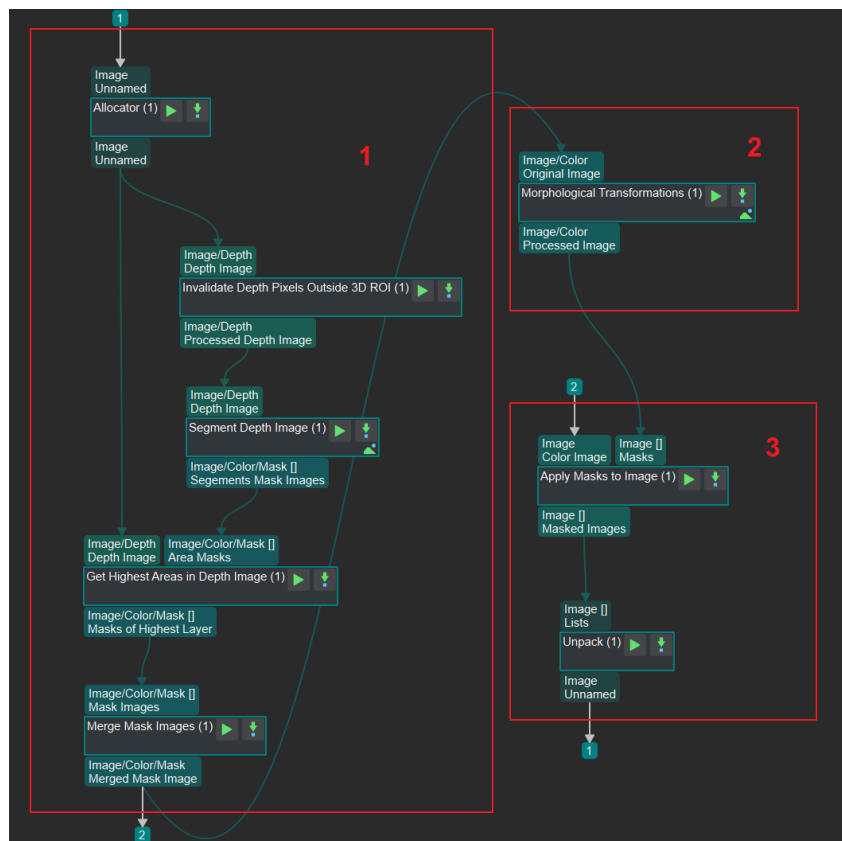 1
Image
Unnamed
Allocator (1)
Image
Unnamed
1
Image/Depth
Depth Image
Invalidate Depth Pixels Outside 3D ROI (1)
Image/Depth
Processed Depth Image
Image/Depth
Depth Image
Segment Depth Image (1)
Image/Color/Mask []
Segements Mask Images
Image/Depth
Depth Image
Image/Color/Mask []
Area Masks
Get Highest Areas in Depth Image (1)
Image/Color/Mask []
Masks of Highest Layer
Image/Color/Mask []
Mask Images
Merge Mask Images (1)
Image/Color/Mask
Merged Mask Image
2
2
Image/Color
Original Image
Morphological Transformations (1)
Image/Color
Processed Image
2
3
Image
Color Image
Image []
Masks
Apply Masks to Image (1)
Image []
Masked Images
Image []
Lists
Unpack (1)
Image
Unnamed
1